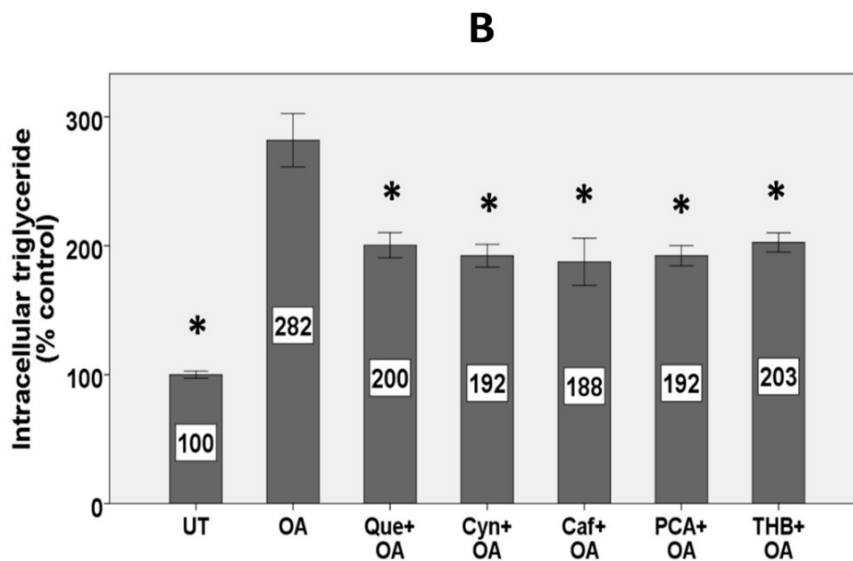 B
Intracellular triglyceride
(% control)
300
200
100
0
*
*
*
*
*
*
100
282
200
192
188
192
203
UT
OA
Que+
OA
Cyn+
OA
Caf+
OA
PCA+
OA
THB+
OA